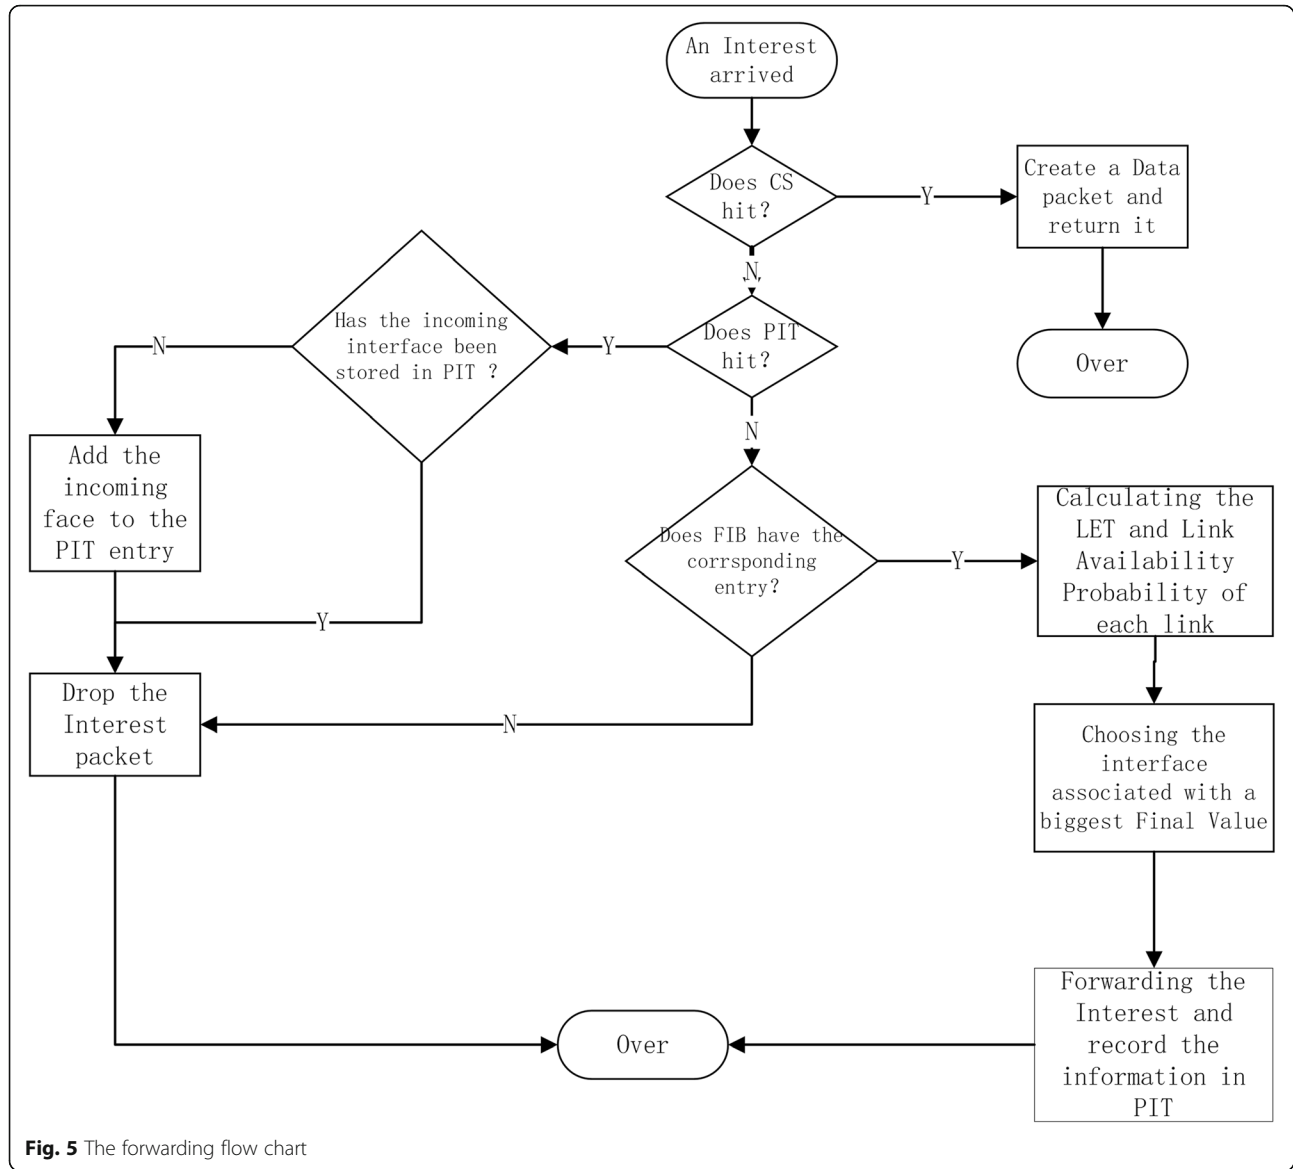 An Interest
arrived
Does CS
hit?
Y
Create a Data
packet and
return it
N
Over
Does PIT
hit?
Y
Has the incoming
interface been
stored in PIT ?
N
Add the
incoming
face to the
PIT entry
Y
N
Does FIB have the
corrsponding
entry?
Y
Calculating the
LET and Link
Availability
Probability of
each link
N
Drop the
Interest
packet
Choosing the
interface
associated with a
biggest Final Value
Forwarding the
Interest and
record the
information in
PIT
Over
Fig. 5 The forwarding flow chart